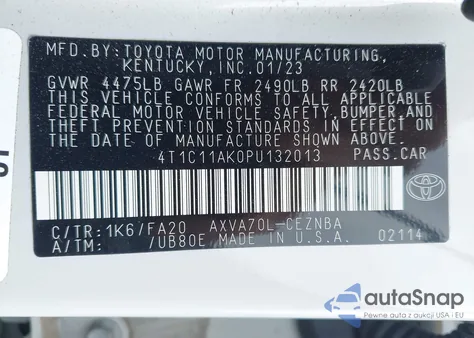 MFD.BY:TOYOTA MOTOR MANUFACTURING,
KENTUCKY,INC.01/23
GVWR 4475LB GAWR FR 2490LB RR 2420LB
THIS VEHICLE CONFORMS TO ALL APPLICABLE
FEDERAL MOTOR VEHICLE SAFETY,BUMPER,AND
THEFT PREVENTION STANDARDS IN EFFECT ON
THE DATE OF MANUFACTURE SHOWN ABOVE.
4T1C11AK0PU132013 PASS.CAR
C/TR:1K6/FA20 AXVA70L-CEZNBA
A/TM: /UB80E MADE IN U.S.A. 02114
TOYOTA
autoSnap
Pewne auta z aukcji USA i EU